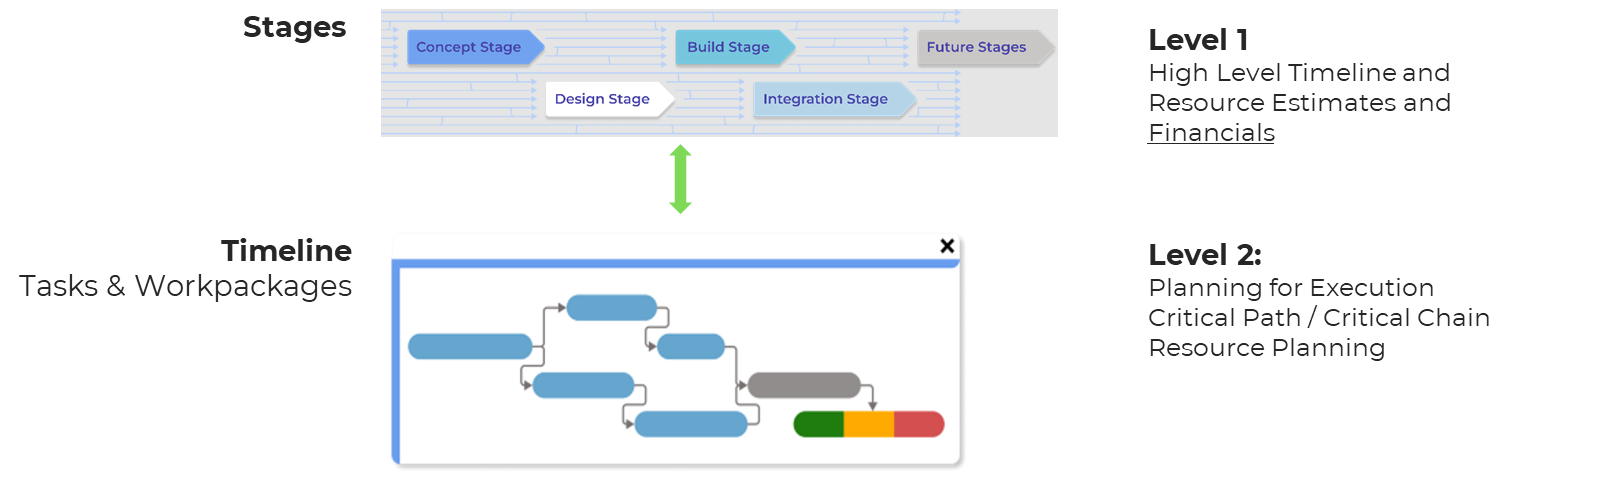 Stages
Concept Stage
Build Stage
Future Stages
Design Stage
Integration Stage
Level 1
High Level Timeline and
Resource Estimates and
Financials
Timeline
Tasks & Workpackages
Level 2:
Planning for Execution
Critical Path / Critical Chain
Resource Planning